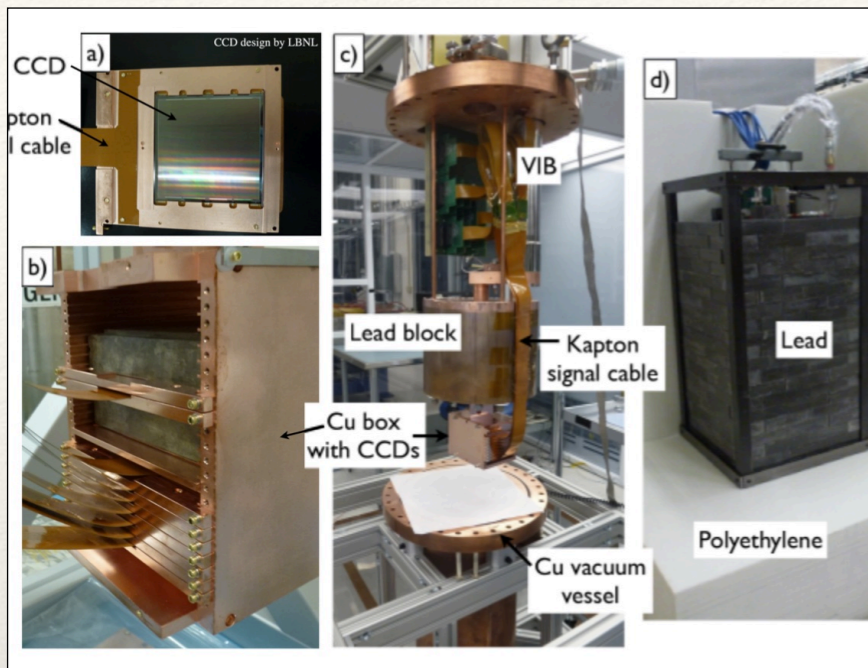 a)
CCD design by LBNL
CCD
pton
l cable
b)
c)
VIB
Lead block
Kapton
signal cable
Cu box
with CCDs
Cu vacuum
vessel
d)
Lead
Polyethylene